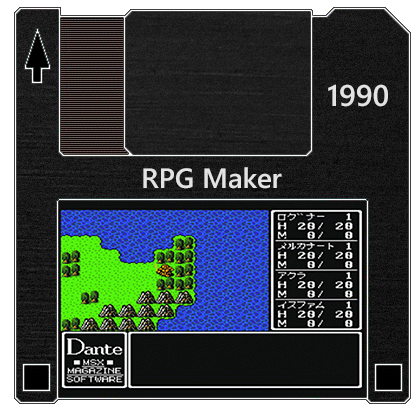 1990
RPG Maker
ログナー 1
H 20/ 20
M 0/ 0
メルカナート 1
H 20/ 20
M 0/ 0
アクラ 1
H 20/ 20
M 0/ 0
イスファム 1
H 20/ 20
M 0/ 0
Dante
MSX
MAGAZINE
SOFTWARE